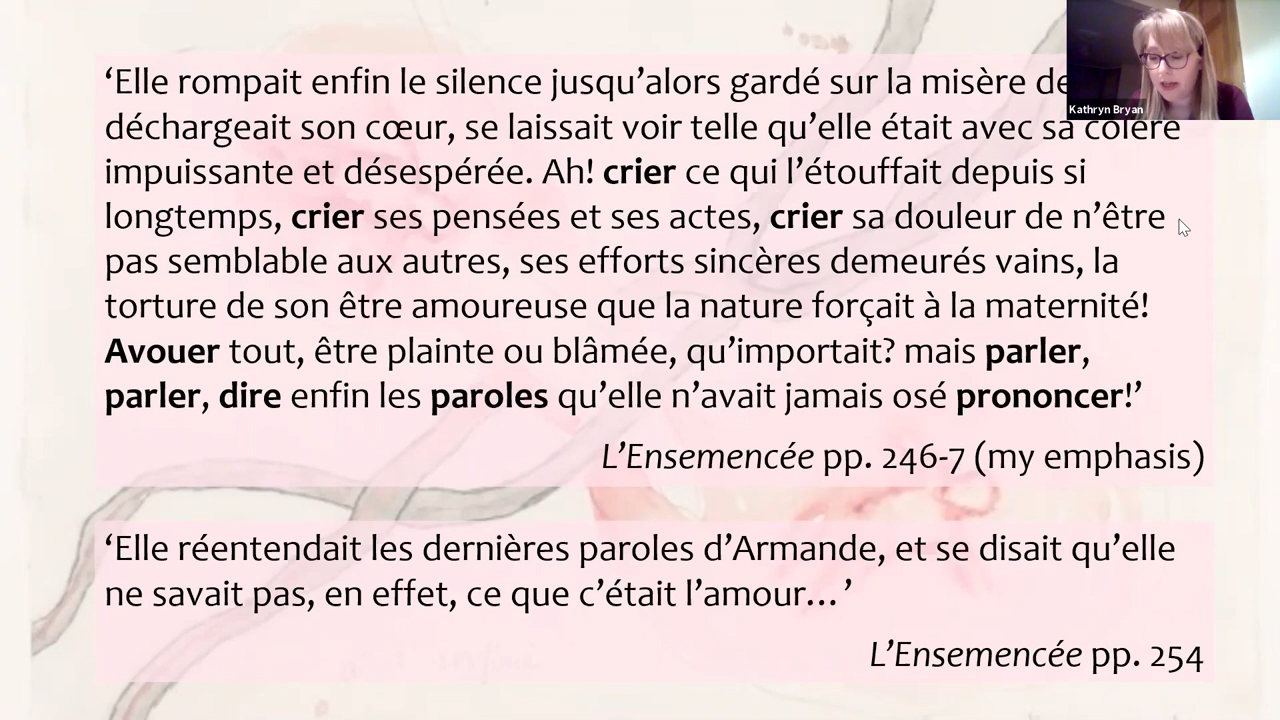 ‘Elle rompait enfin le silence jusqu’alors gardé sur la misère de
Kathryn Bryan
déchargeait son cœur, se laissait voir telle qu’elle était avec sa colère
impuissante et désespérée. Ah! crier ce qui l’étouffait depuis si
longtemps, crier ses pensées et ses actes, crier sa douleur de n’être
pas semblable aux autres, ses efforts sincères demeurés vains, la
torture de son être amoureuse que la nature forçait à la maternité!
Avouer tout, être plainte ou blâmée, qu’importait? mais parler,
parler, dire enfin les paroles qu’elle n’avait jamais osé prononcer!’
L’Ensemencée pp. 246-7 (my emphasis)
‘Elle réentendait les dernières paroles d’Armande, et se disait qu’elle
ne savait pas, en effet, ce que c’était l’amour…’
L’Ensemencée pp. 254